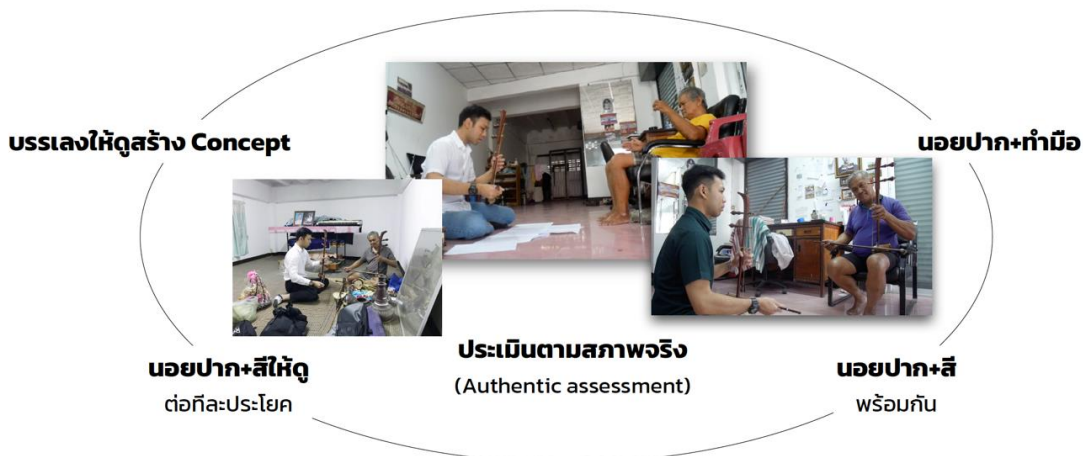 บรรเลงให้ดูสร้าง Concept
นอยปาก+ทำมือ
นอยปาก+สีให้ดู
ต่อทีละประโยค
ประเมินตามสภาพจริง
(Authentic assessment)
นอยปาก+สี
พร้อมกัน